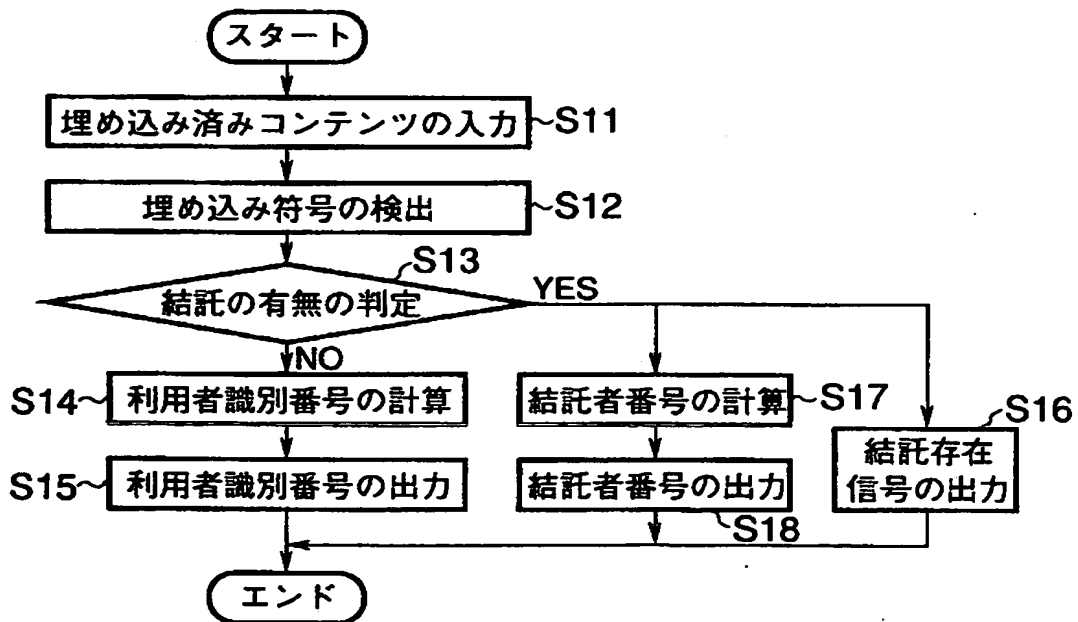 スタート
埋め込み済みコンテンツの入力
S11
埋め込み符号の検出
S12
S13
結託の有無の判定
YES
NO
S14
利用者識別番号の計算
結託者番号の計算
S17
S16
結託存在
信号の出力
S15
利用者識別番号の出力
結託者番号の出力
S18
エンド